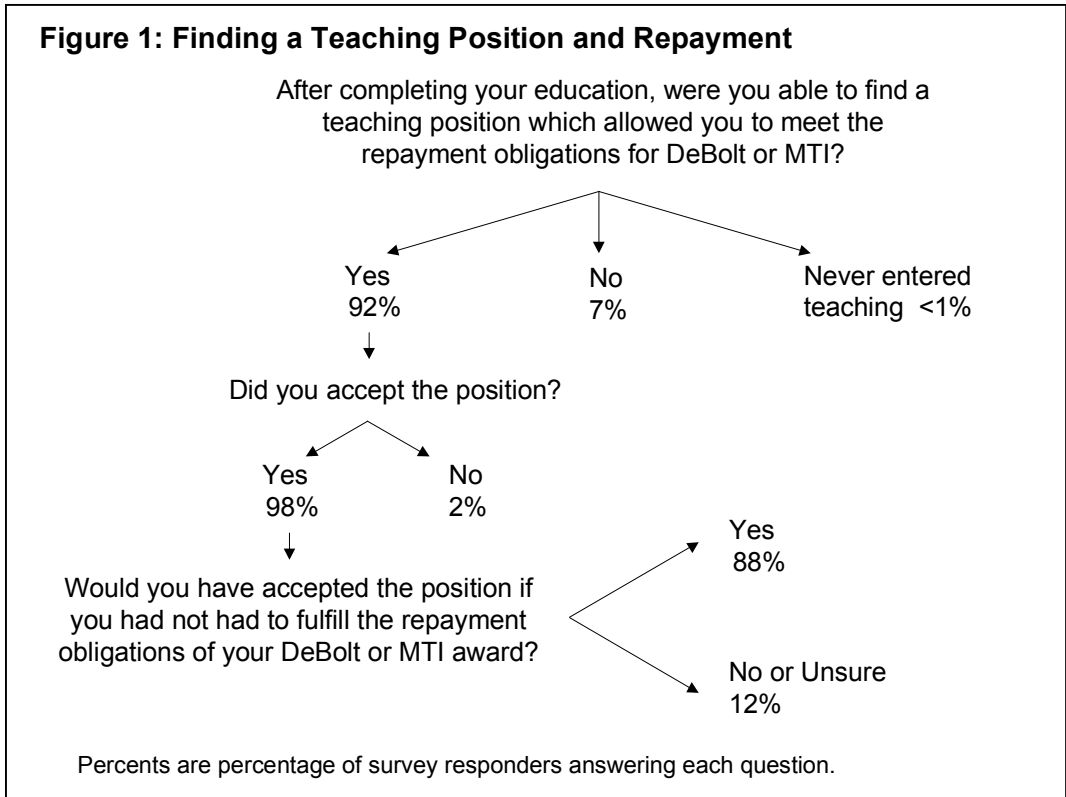 Figure 1: Finding a Teaching Position and Repayment
After completing your education, were you able to find a
teaching position which allowed you to meet the
repayment obligations for DeBolt or MTI?
Yes
92%
No
7%
Never entered
teaching <1%
Did you accept the position?
Yes
98%
No
2%
Would you have accepted the position if
you had not had to fulfill the repayment
obligations of your DeBolt or MTI award?
Yes
88%
No or Unsure
12%
Percents are percentage of survey responders answering each question.